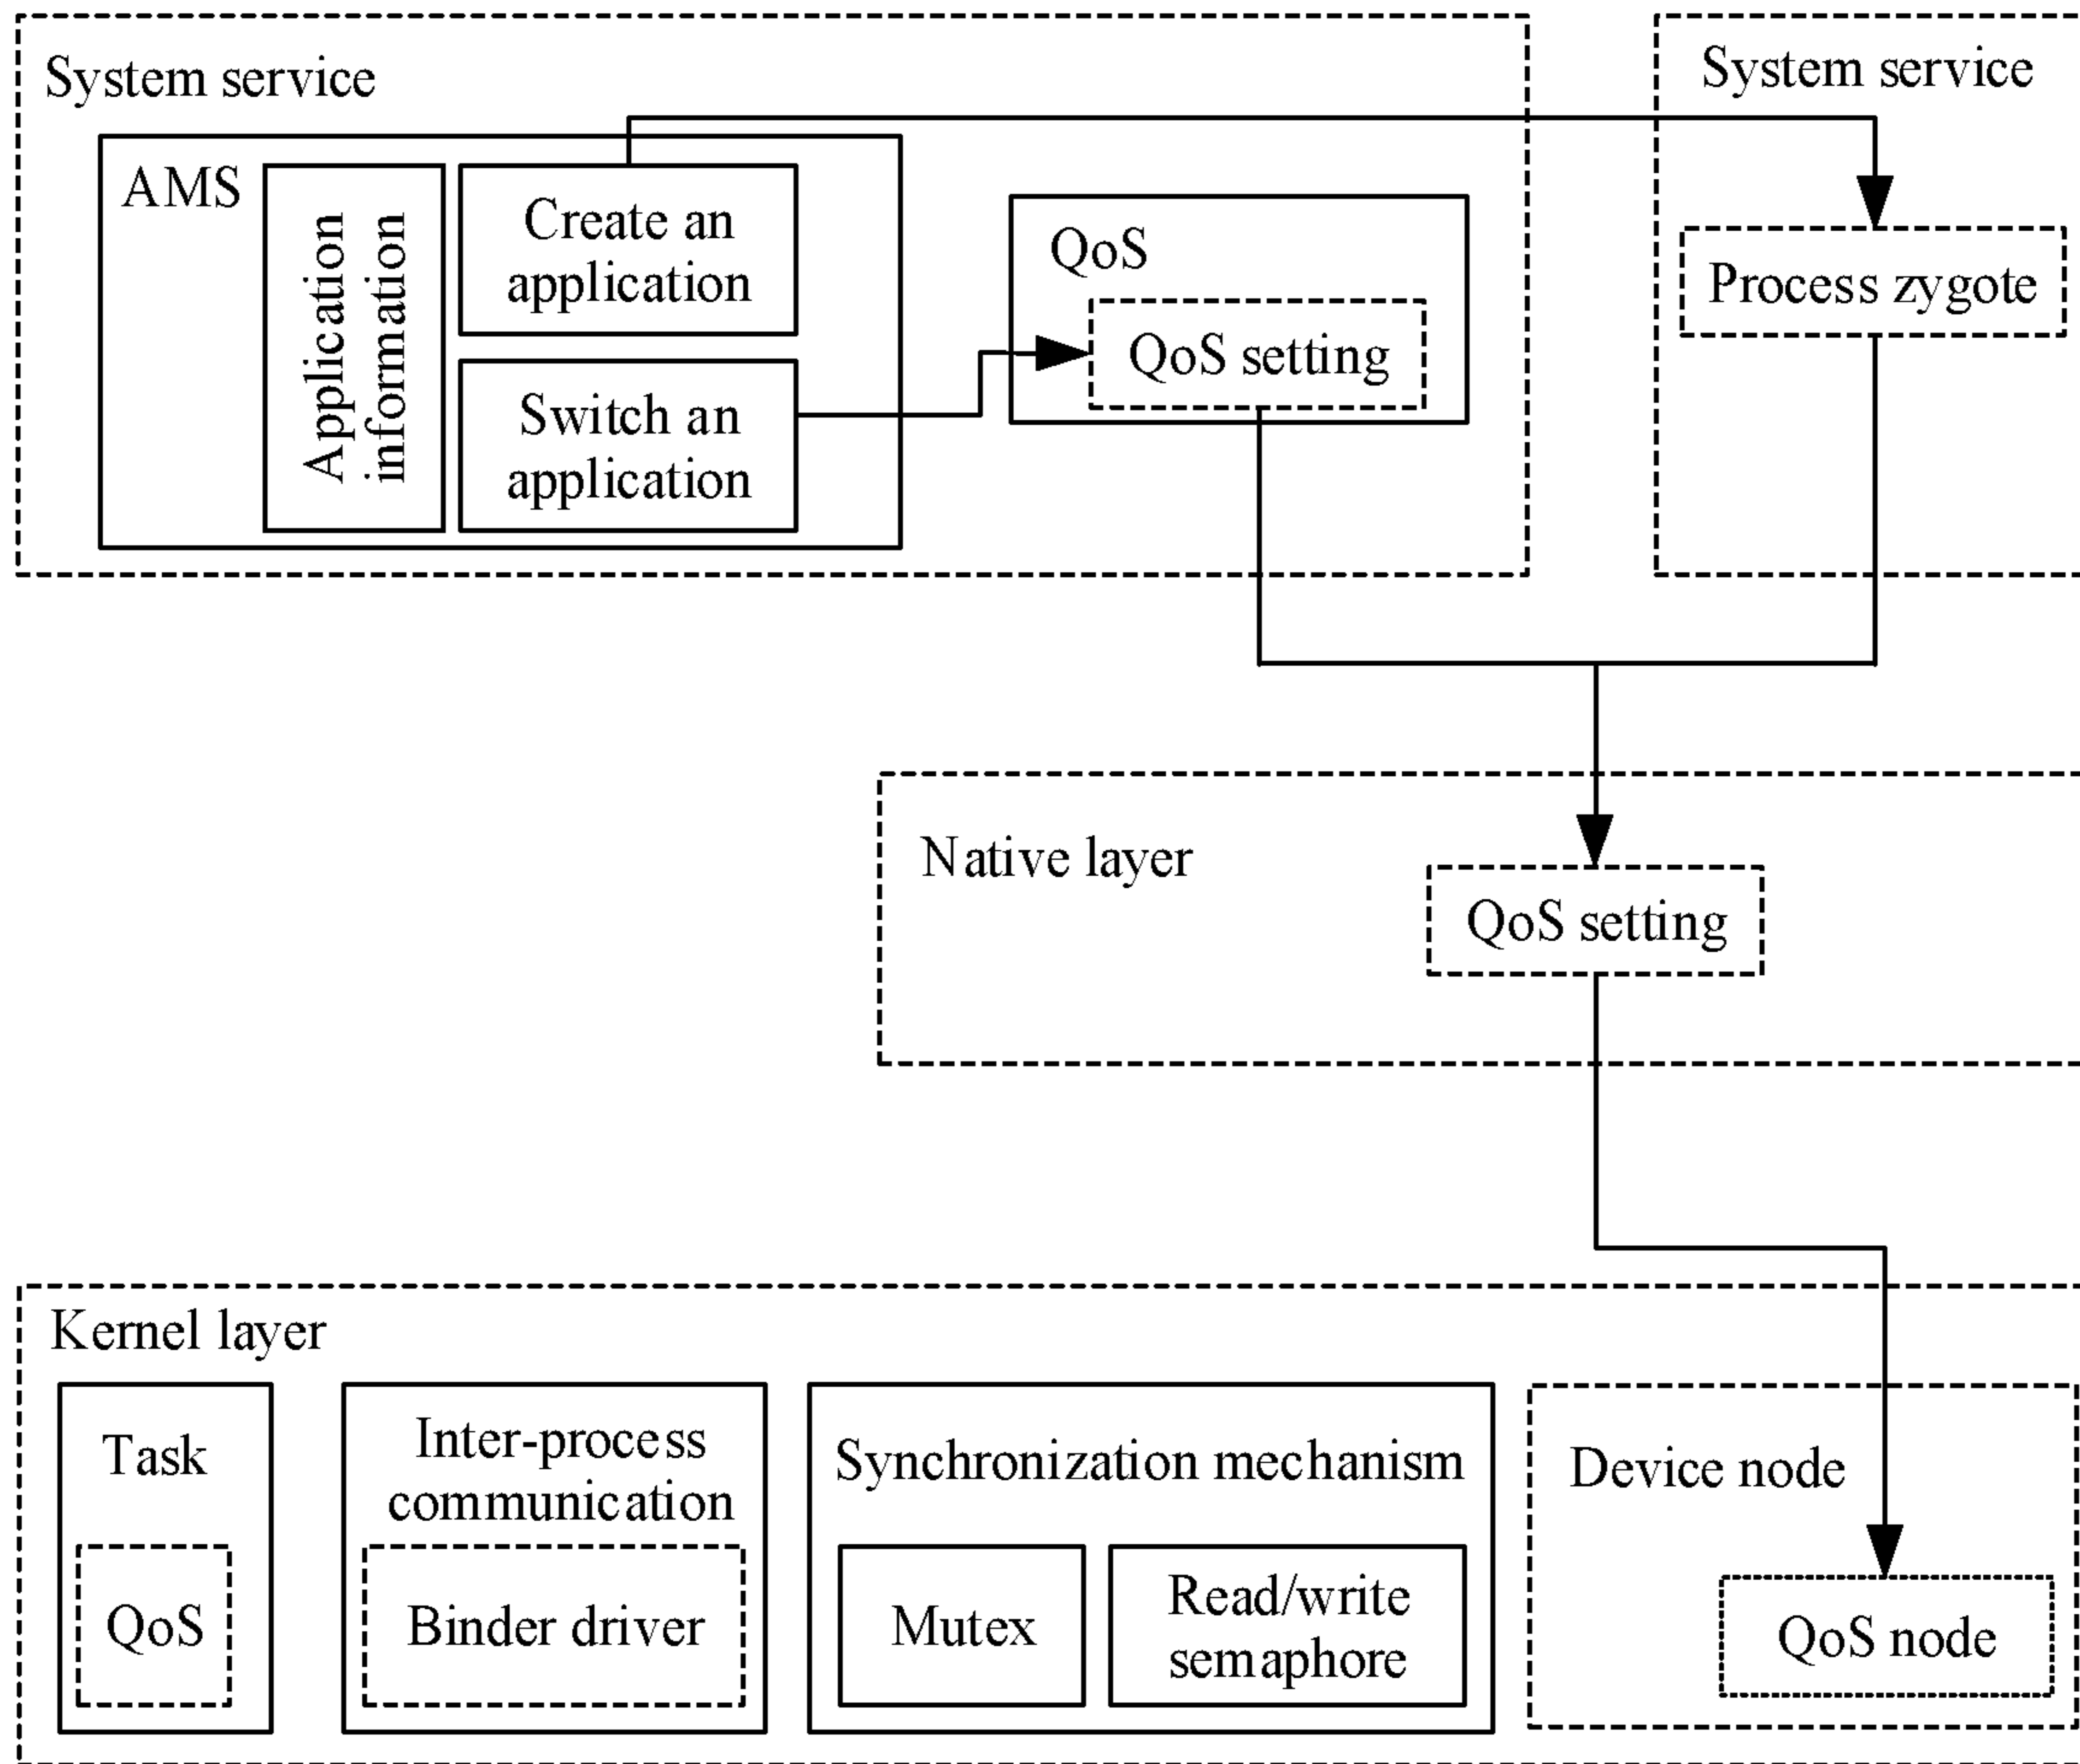 System service
AMS
Application
information
Create an
application
Switch an
application
QoS
QoS setting
System service
Process zygote
Native layer
QoS setting
Kernel layer
Task
QoS
Inter-process
communication
Binder driver
Synchronization mechanism
Mutex
Read/write
semaphore
Device node
QoS node